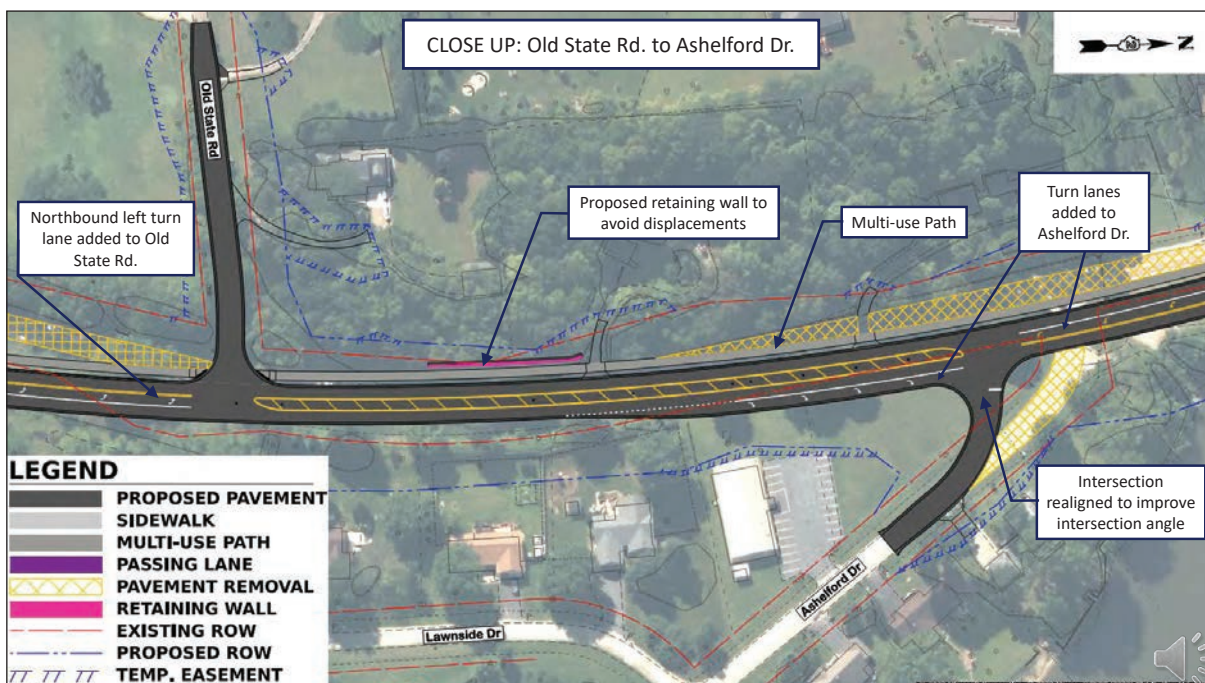 CLOSE UP: Old State Rd. to Ashelford Dr.
N
Old State Rd
Northbound left turn
lane added to Old
State Rd.
Proposed retaining wall to
avoid displacements
Multi-use Path
Turn lanes
added to
Ashelford Dr.
Intersection
realigned to improve
intersection angle
Ashelford Dr
Lawnside Dr
LEGEND
PROPOSED PAVEMENT
SIDEWALK
MULTI-USE PATH
PASSING LANE
PAVEMENT REMOVAL
RETAINING WALL
EXISTING ROW
PROPOSED ROW
TEMP. EASEMENT